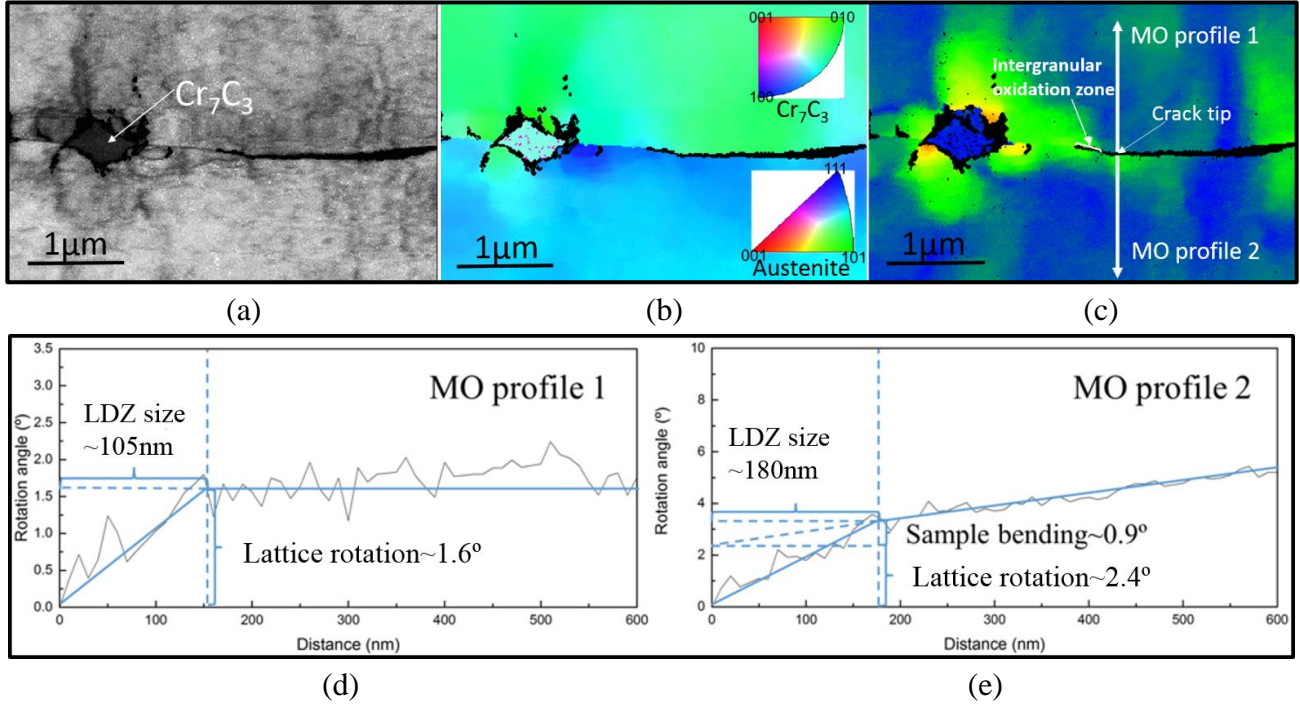 Cr7C3
1μm
001
010
100
Cr7C3
111
001
101
Austenite
1μm
MO profile 1
Intergranular
oxidation zone
Crack tip
MO profile 2
1μm
(a)
(b)
(c)
3.5
3.0
2.5
2.0
1.5
1.0
0.5
0.0
Rotation angle (º)
MO profile 1
LDZ size
~105nm
Lattice rotation~1.6º
0
100
200
300
400
500
600
Distance (nm)
10
8
6
4
2
0
Rotation angle (º)
MO profile 2
LDZ size
~180nm
Sample bending~0.9º
Lattice rotation~2.4º
0
100
200
300
400
500
600
Distance (nm)
(d)
(e)